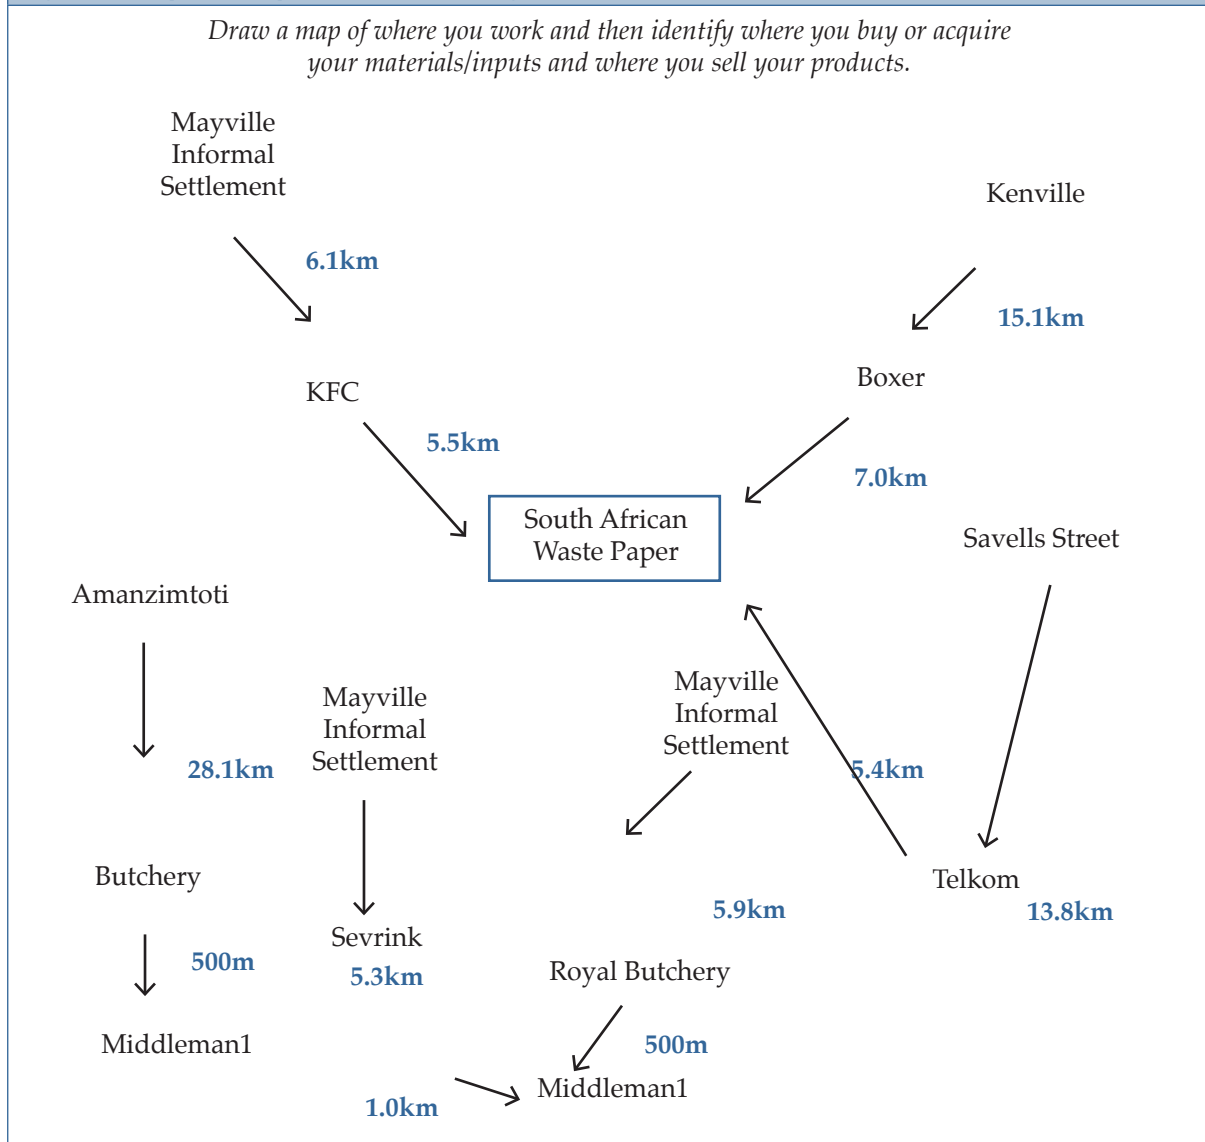 Draw a map of where you work and then identify where you buy or acquire
your materials/inputs and where you sell your products.
Mayville
Informal
Settlement
Kenville
6.1km
15.1km
KFC
Boxer
5.5km
7.0km
South African
Waste Paper
Savells Street
Amanzimtoti
Mayville
Informal
Settlement
Mayville
Informal
Settlement
28.1km
5.4km
Butchery
Telkom
13.8km
5.9km
Sevrink
5.3km
500m
Royal Butchery
Middleman1
500m
Middleman1
1.0km